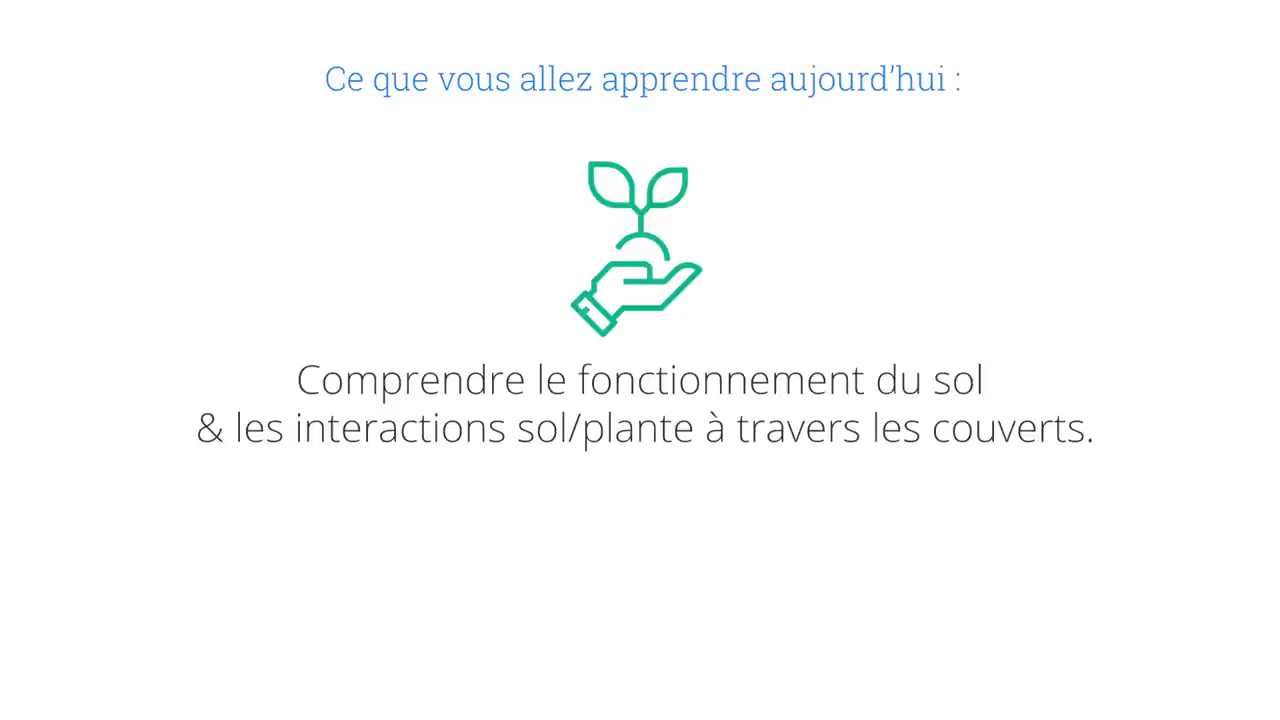 Ce que vous allez apprendre aujourd’hui :
Comprendre le fonctionnement du sol
& les interactions sol/plante à travers les couverts.